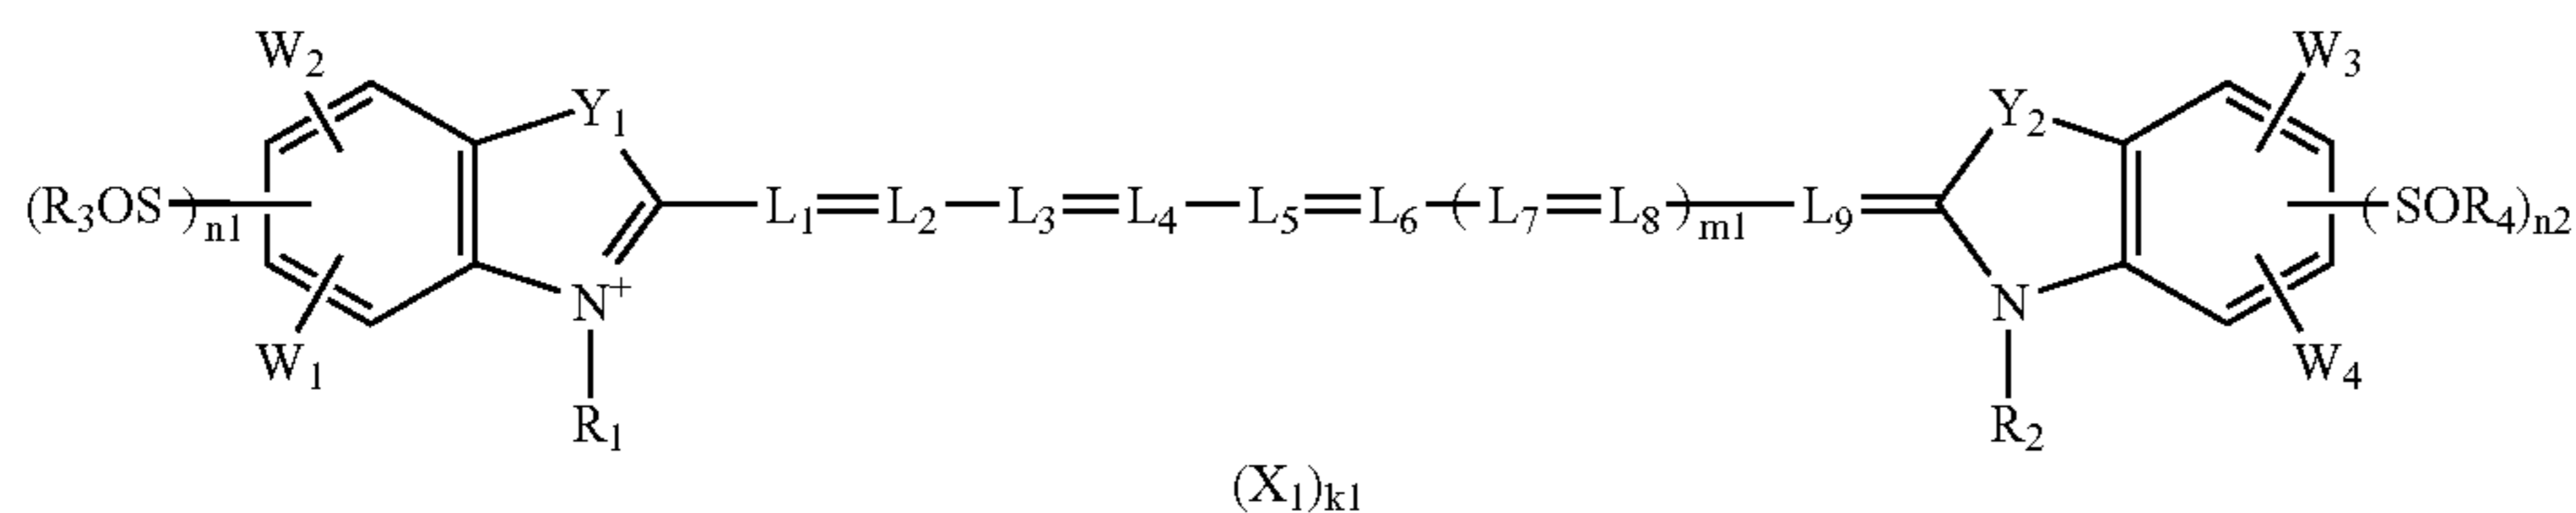 W₂ W₃
Y₁ Y₂
(R₃OS)n1 L₁=L₂—L₃=L₄—L₅=L₆—(L₇=L₈)m1—L₉= (SOR₄)n2
N⁺ N
W₁ W₄
R₁ R₂
(X₁)k1